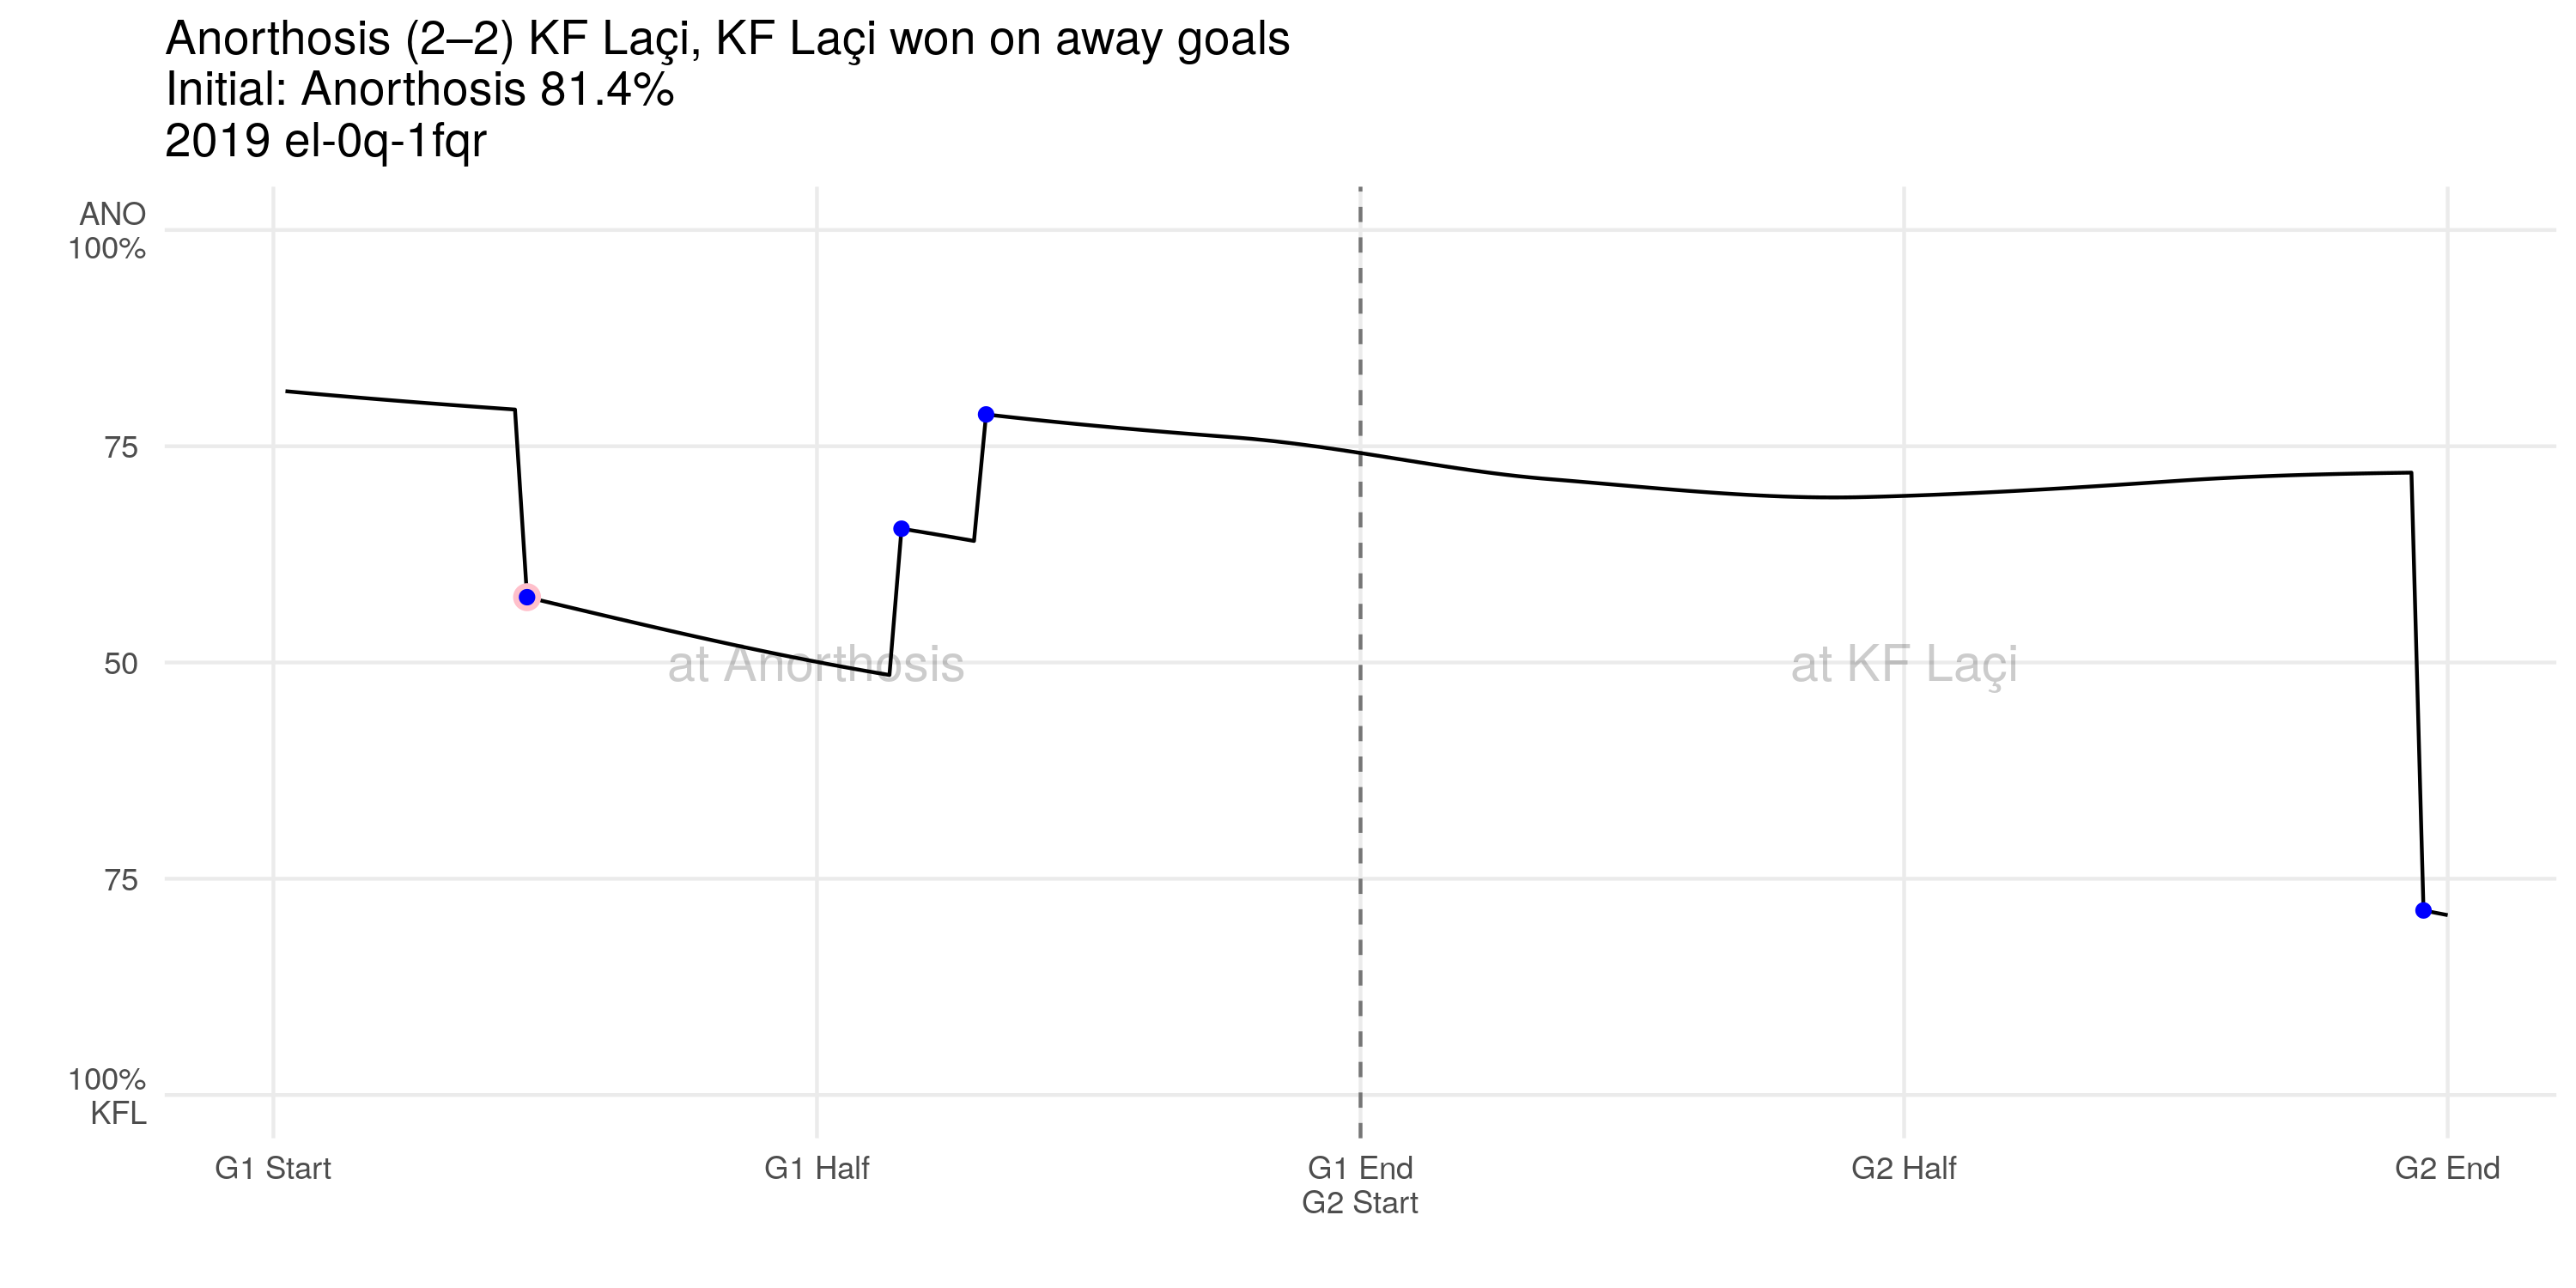 Anorthosis (2–2) KF Laçi, KF Laçi won on away goals
Initial: Anorthosis 81.4%
2019 el-0q-1fqr
ANO
100%
75
50
75
100%
KFL
at Anorthosis
at KF Laçi
G1 Start
G1 Half
G1 End
G2 Start
G2 Half
G2 End